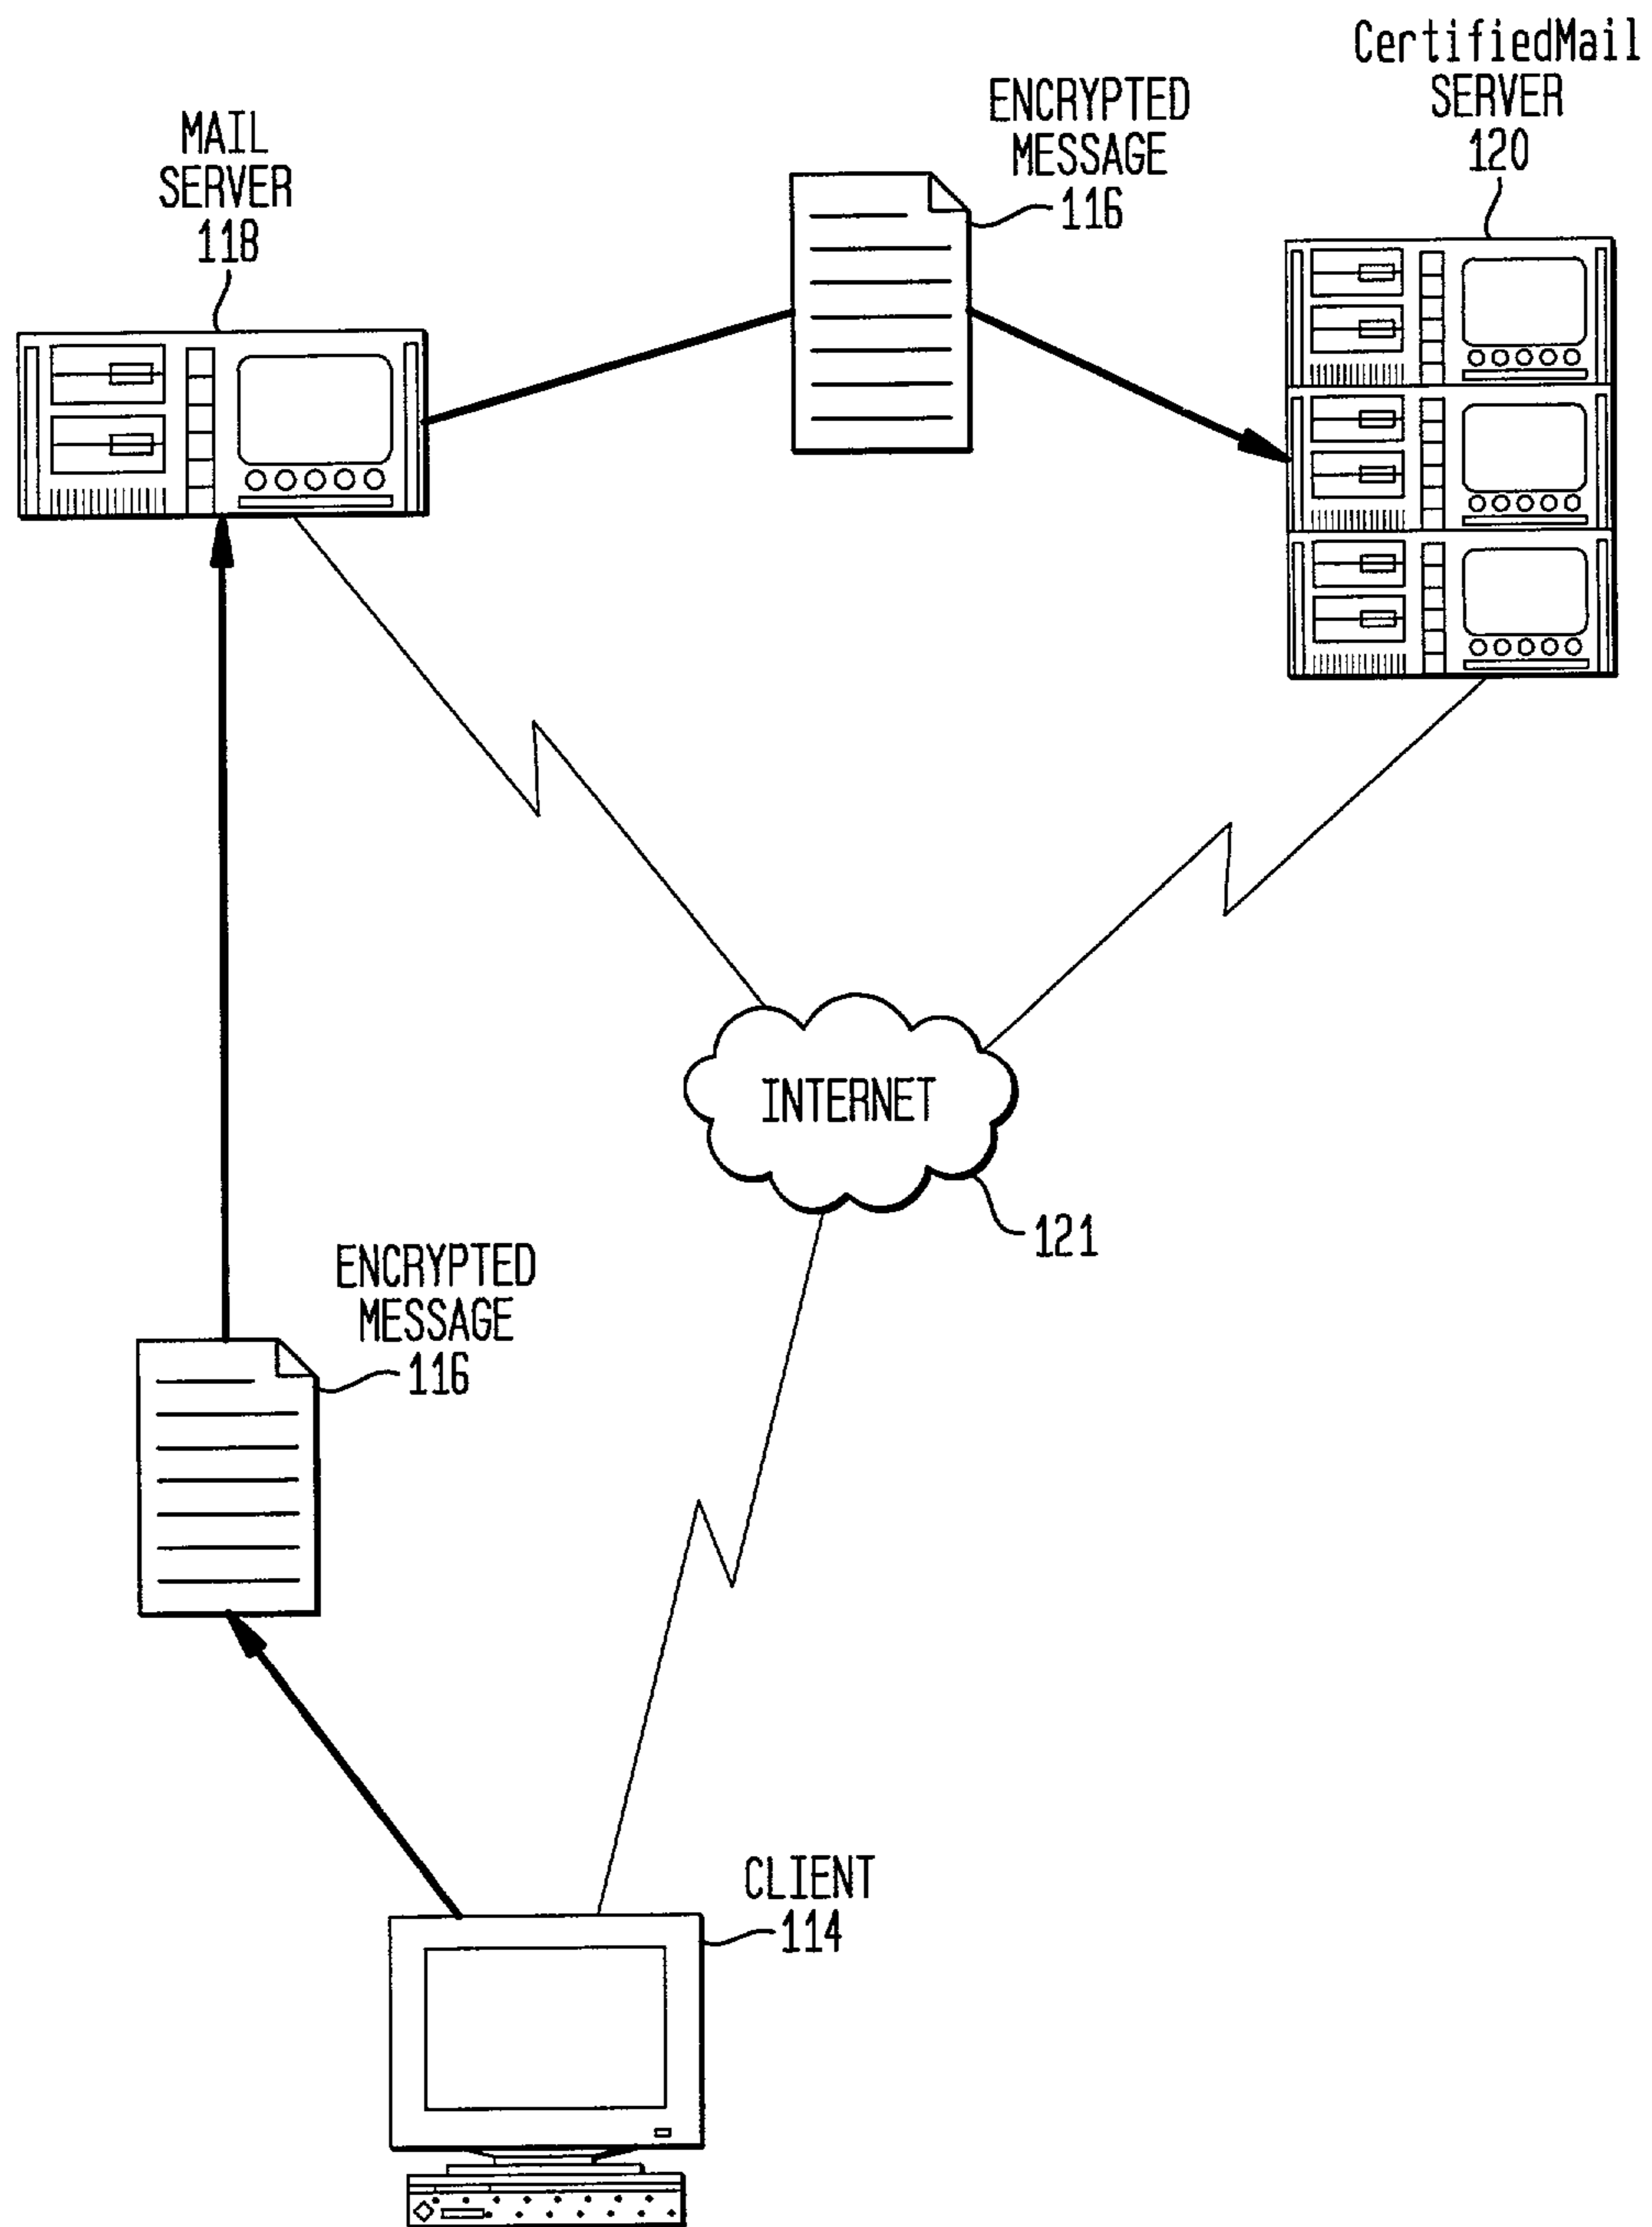 CertifiedMail
SERVER
120
ENCRYPTED
MESSAGE
116
MAIL
SERVER
118
INTERNET
121
ENCRYPTED
MESSAGE
116
CLIENT
114